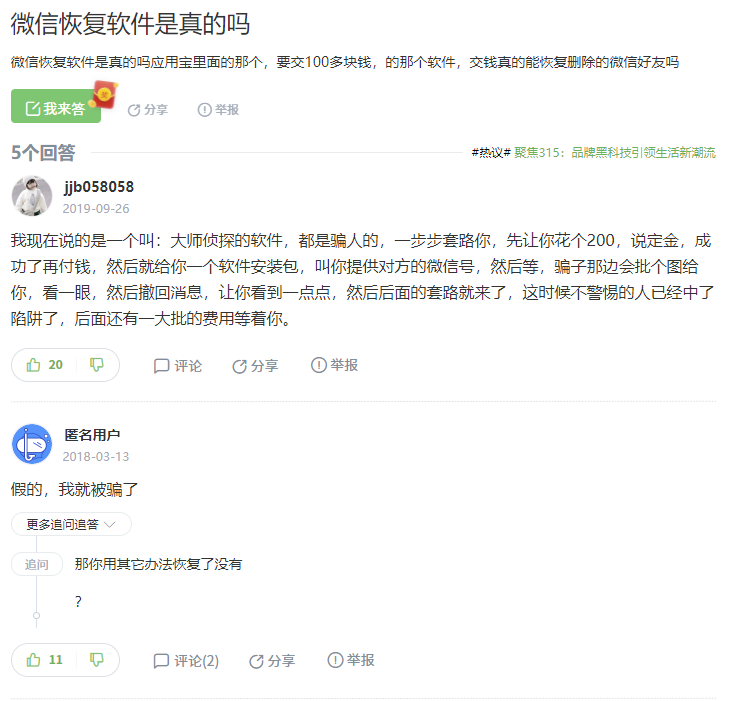 微信恢复软件是真的吗
微信恢复软件是真的吗应用宝里面的那个，要交100多块钱，的那个软件，交钱真的能恢复删除的微信好友吗
我来答 分享 举报
5个回答 #热议# 聚焦315：品牌黑科技引领生活新潮流
jjb058058
2019-09-26
我现在说的是一个叫：大师侦探的软件，都是骗人的，一步步套路你，先让你花个200，说定金，成
功了再付钱，然后就给你一个软件安装包，叫你提供对方的微信号，然后等，骗子那边会批个图给
你，看一眼，然后撤回消息，让你看到一点点，然后后面的套路就来了，这时候不警惕的人已经中了
陷阱了，后面还有一大批的费用等着你。
20 评论 分享 举报
匿名用户
2018-03-13
假的，我就被骗了
更多追问追答
追问 那你用其它办法恢复了没有
？
11 评论(2) 分享 举报